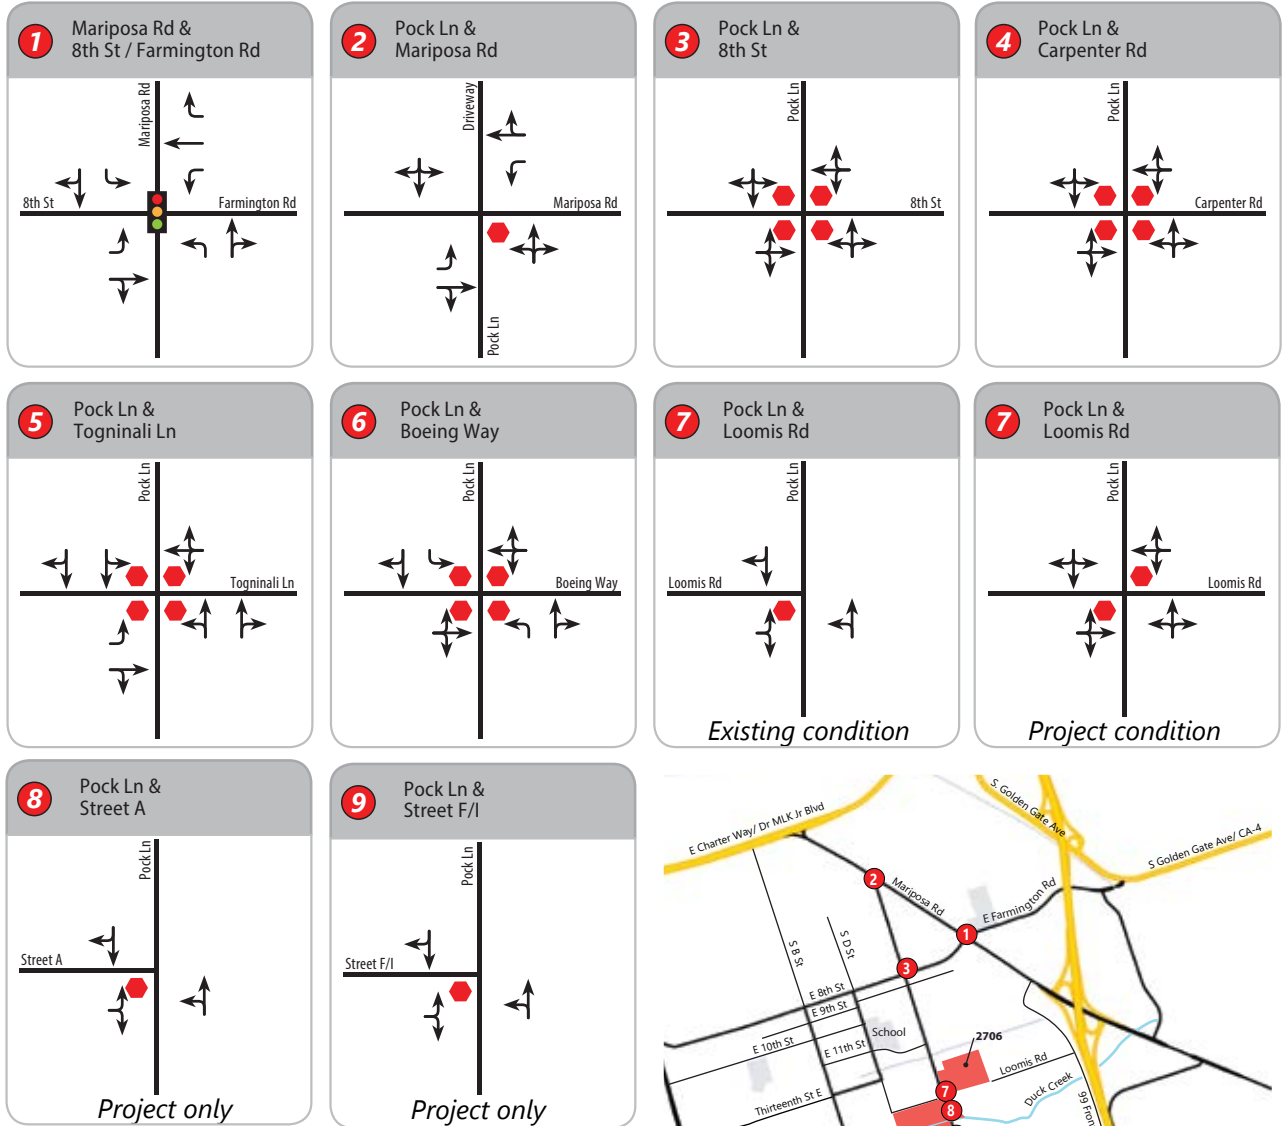 1
Mariposa Rd &
8th St / Farmington Rd
Mariposa Rd
8th St
Farmington Rd
2
Pock Ln &
Mariposa Rd
Driveway
Mariposa Rd
Pock Ln
3
Pock Ln &
8th St
Pock Ln
8th St
4
Pock Ln &
Carpenter Rd
Pock Ln
Carpenter Rd
5
Pock Ln &
Togninali Ln
Pock Ln
Togninali Ln
6
Pock Ln &
Boeing Way
Pock Ln
Boeing Way
7
Pock Ln &
Loomis Rd
Pock Ln
Loomis Rd
Existing condition
7
Pock Ln &
Loomis Rd
Pock Ln
Loomis Rd
Project condition
8
Pock Ln &
Street A
Pock Ln
Street A
Project only
9
Pock Ln &
Street F/I
Pock Ln
Street F/I
Project only
E Charter Way/ Dr MLK Jr Blvd
S. Golden Gate Ave
S Golden Gate Ave/ CA-4
2
Mariposa Rd
E Farmington Rd
1
S B St
S D St
3
E 8th St
E 9th St
E 10th St
E 11th St
School
2706
Loomis Rd
Thirteenth St E
7
8
Duck Creek
99 Fron